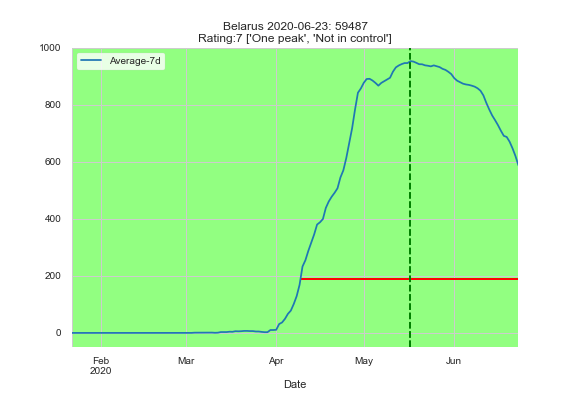 Belarus 2020-06-23: 59487
Rating:7 ['One peak', 'Not in control']
Average-7d
1000
800
600
400
200
0
Feb
2020
Mar
Apr
May
Jun
Date